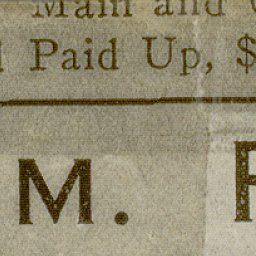 Main and
Paid Up, $
M.